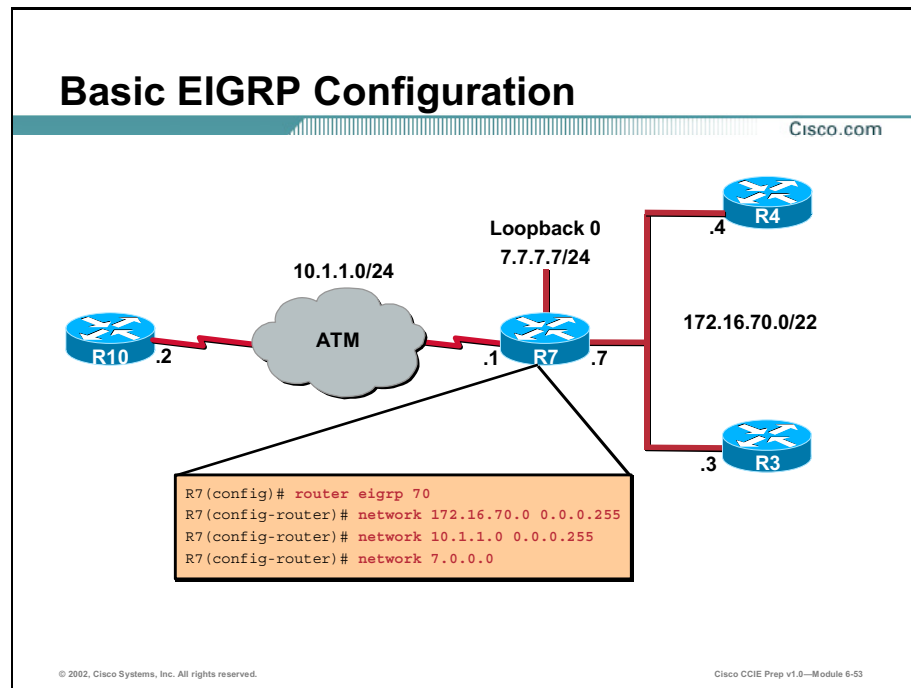 Basic EIGRP Configuration
Cisco.com
R4
.4
Loopback 0
7.7.7.7/24
10.1.1.0/24
172.16.70.0/22
ATM
R10
.2
.1
R7
.7
.3
R3
R7(config)# router eigrp 70
R7(config-router)# network 172.16.70.0 0.0.0.255
R7(config-router)# network 10.1.1.0 0.0.0.255
R7(config-router)# network 7.0.0.0
© 2002, Cisco Systems, Inc. All rights reserved.
Cisco CCIE Prep v1.0—Module 6-53